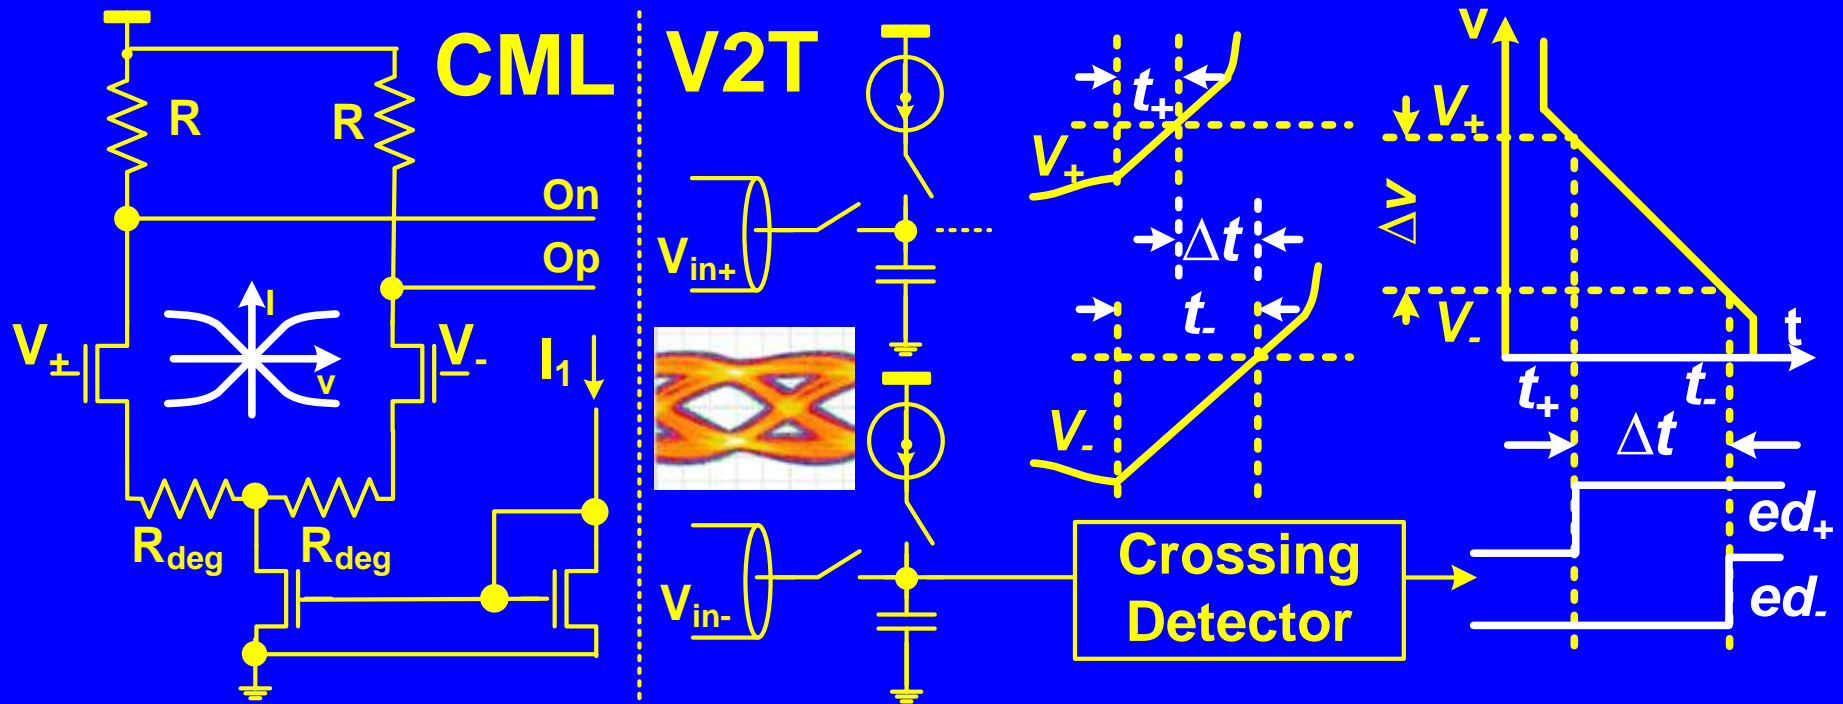 CML
R
R
On
Op
I
v
V+
V-
I1
Rdeg
Rdeg
V2T
Vin+
Vin-
t+
V+
Δt
t-
V-
Crossing
Detector
v
V+
Δv
V-
t
t+
t-
Δt
ed+
ed-